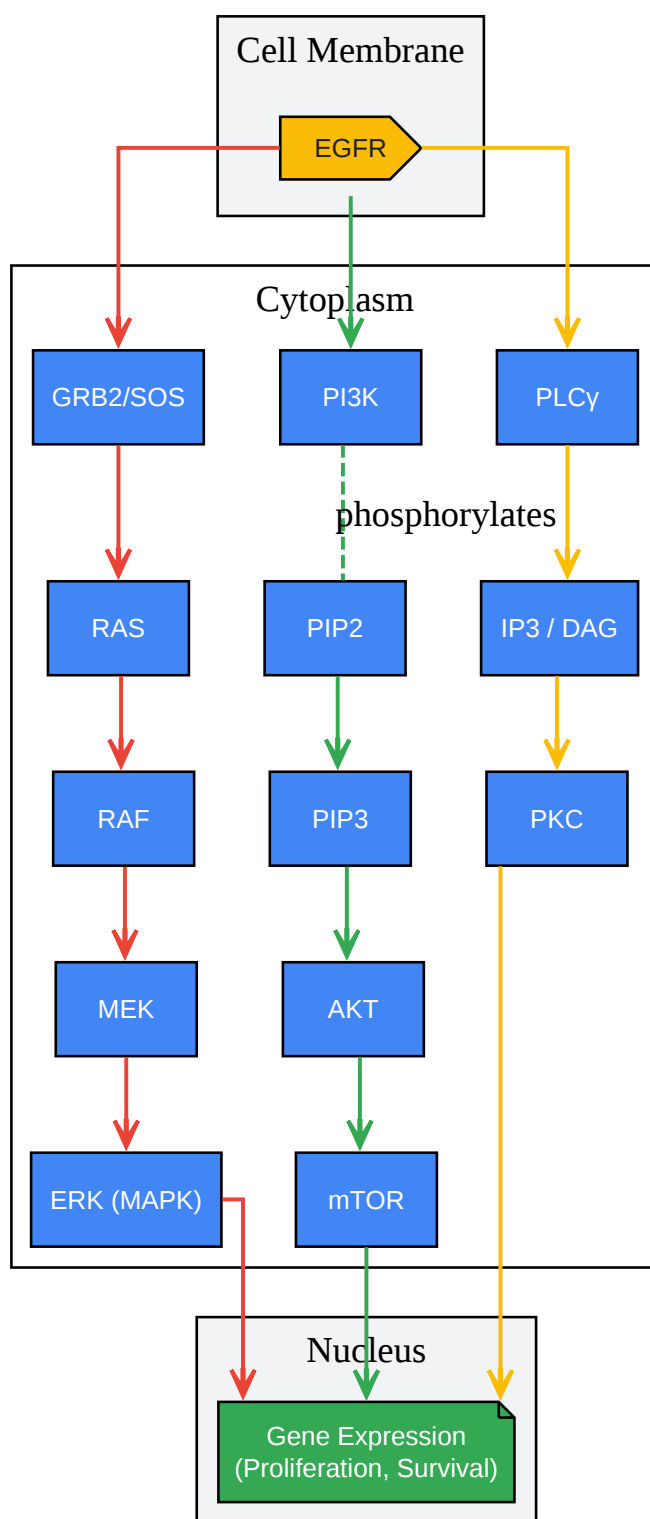 Cell Membrane
EGFR
Cytoplasm
GRB2/SOS
PI3K
PLCγ
phosphorylates
RAS
PIP2
IP3 / DAG
RAF
PIP3
PKC
MEK
AKT
ERK (MAPK)
mTOR
Nucleus
Gene Expression
(Proliferation, Survival)